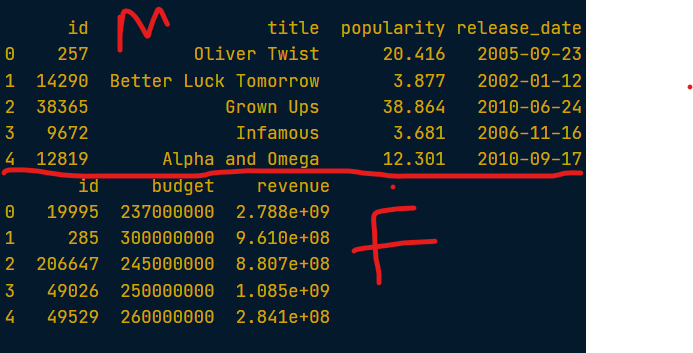 M
id title popularity release_date
0 257 Oliver Twist 20.416 2005-09-23
1 14290 Better Luck Tomorrow 3.877 2002-01-12
2 38365 Grown Ups 38.864 2010-06-24
3 9672 Infamous 3.681 2006-11-16
4 12819 Alpha and Omega 12.301 2010-09-17
id budget revenue
0 19995 237000000 2.788e+09
1 285 300000000 9.610e+08
2 206647 245000000 8.807e+08
3 49026 250000000 1.085e+09
4 49529 260000000 2.841e+08
F